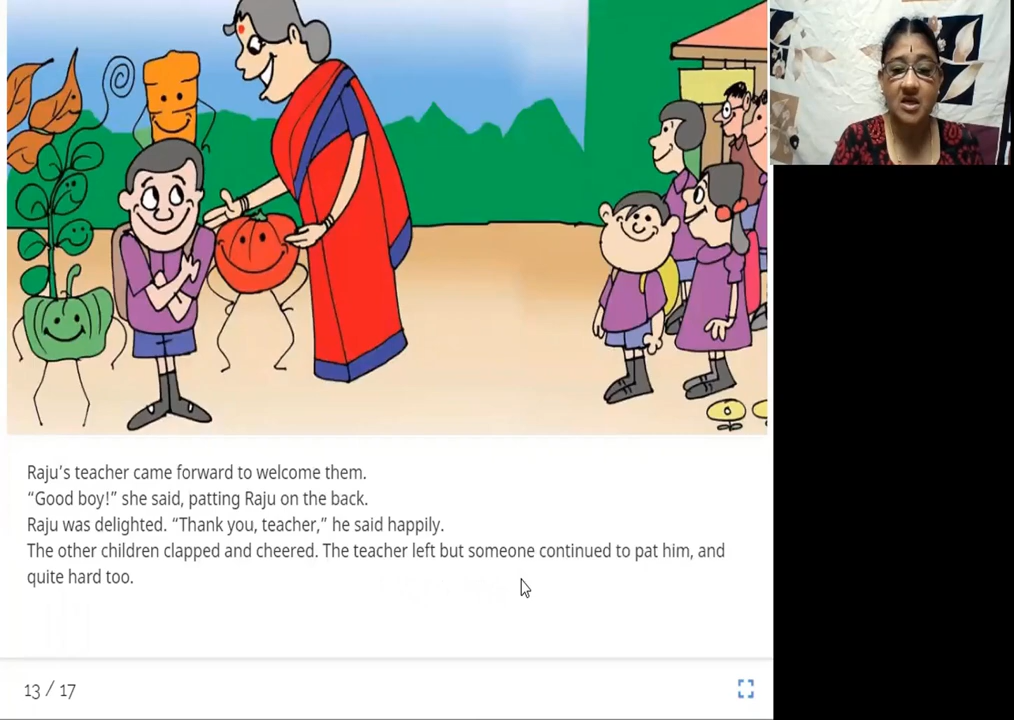 Raju’s teacher came forward to welcome them.
“Good boy!” she said, patting Raju on the back.
Raju was delighted. “Thank you, teacher,” he said happily.
The other children clapped and cheered. The teacher left but someone continued to pat him, and
quite hard too.
13 / 17